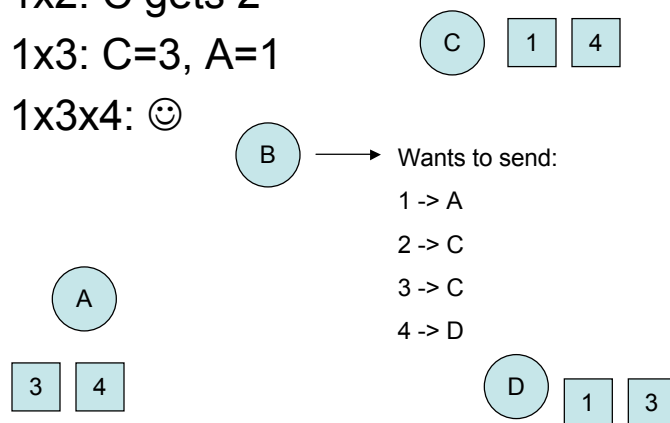 1x2: C gets 2
1x3: C=3, A=1
1x3x4: ☺
C 1 4
B Wants to send:
1 -> A
2 -> C
3 -> C
4 -> D
A
3 4
D 1 3